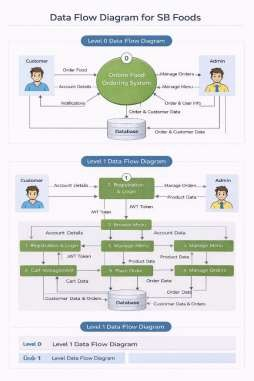 Data Flow Diagram for SB Foods
Level 0 Data Flow Diagram
Customer
Admin
0
Order Food
Manage Orders
Online Food
Ordering System
Account Details
Manage Menu
Notifications
Order & User Info
Order & Customer Data
Database
Order & Customer Data
Level 1 Data Flow Diagram
Customer
1
Admin
Account Details
Registration
& Login
Manage Orders
Product Data
JWT Token
JWT Token
Browse Menu
Account Details
Account Data
Registration & Login
Manage Menu
Manage Menu
JWT Token
Product Data
Product Data
Cart Management
Place Order
Manage Orders
Cart Data
Order Data
Order Data
Customer Data & Orders
Database
Customer Data & Orders
Level 1 Data Flow Diagram
Level 0 Level 1 Data Flow Diagram
Level Data Flow Diagram